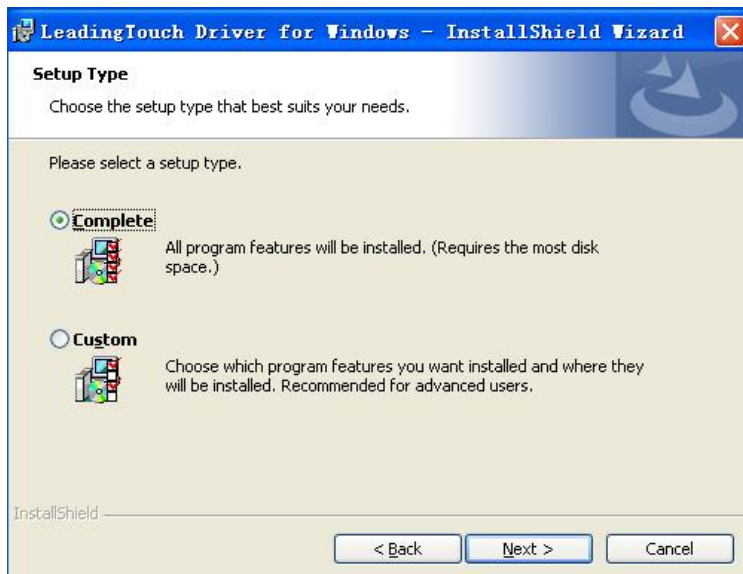 LeadingTouch Driver for Windows - InstallShield Wizard
Setup Type
Choose the setup type that best suits your needs.
Please select a setup type.
Complete
All program features will be installed. (Requires the most disk
space.)
Custom
Choose which program features you want installed and where they
will be installed. Recommended for advanced users.
InstallShield
< Back
Next >
Cancel